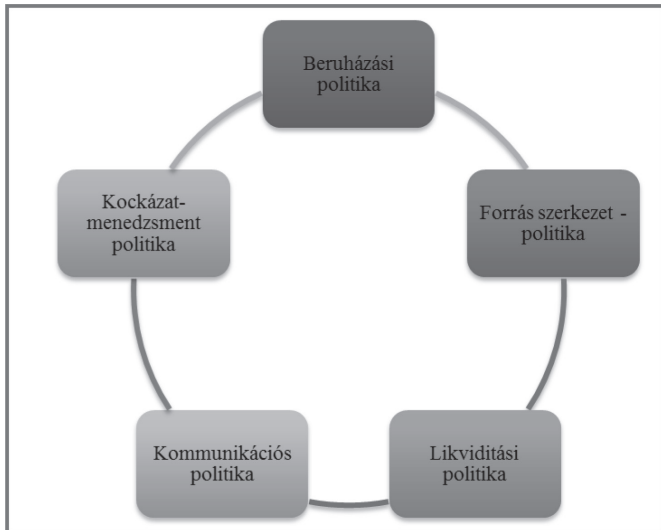 Beruházási
politika
Forrás szerkezet -
politika
Likviditási
politika
Kommunikációs
politika
Kockázat-
menedzsment
politika